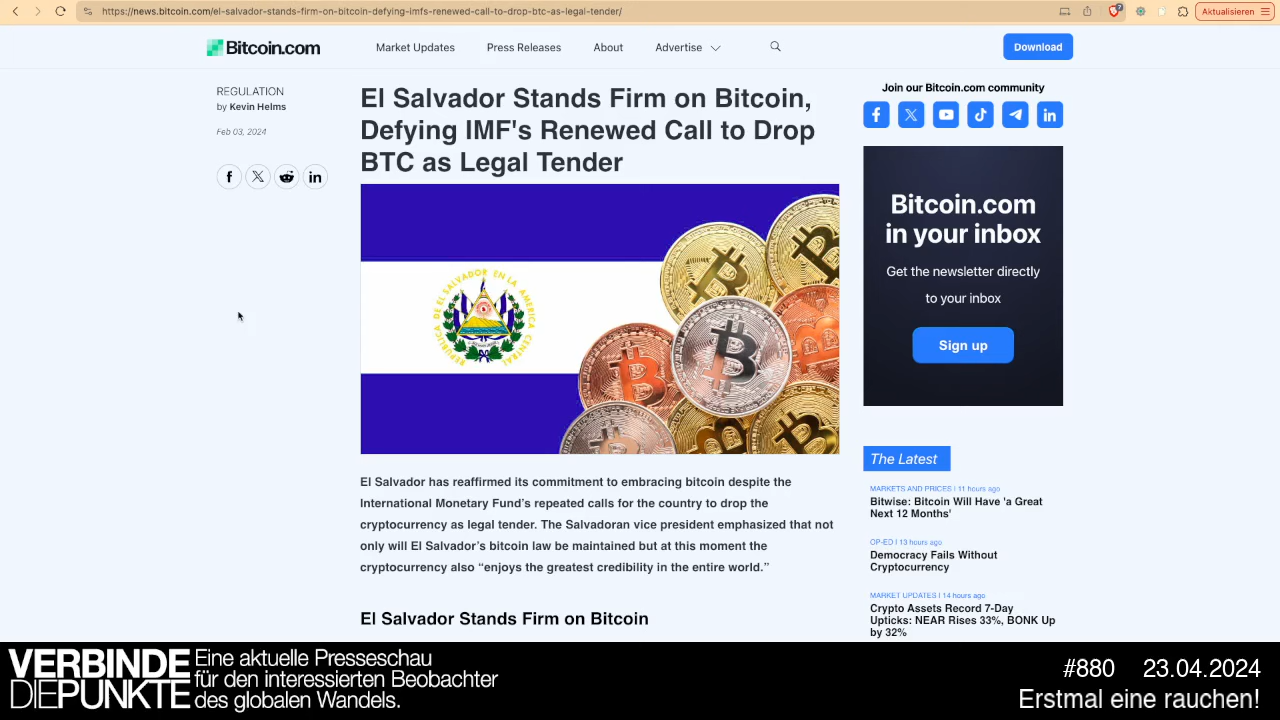 https://news.bitcoin.com/el-salvador-stands-firm-on-bitcoin-defying-imfs-renewed-call-to-drop-btc-as-legal-tender/
Aktualisieren
Bitcoin.com
Market Updates
Press Releases
About
Advertise
Download
REGULATION
by Kevin Helms
Feb 03, 2024
El Salvador Stands Firm on Bitcoin,
Defying IMF's Renewed Call to Drop
BTC as Legal Tender
REPUBLICA DE EL SALVADOR EN LA AMERICA CENTRAL
El Salvador has reaffirmed its commitment to embracing bitcoin despite the
International Monetary Fund’s repeated calls for the country to drop the
cryptocurrency as legal tender. The Salvadoran vice president emphasized that not
only will El Salvador’s bitcoin law be maintained but at this moment the
cryptocurrency also “enjoys the greatest credibility in the entire world.”
El Salvador Stands Firm on Bitcoin
Join our Bitcoin.com community
Bitcoin.com
in your inbox
Get the newsletter directly
to your inbox
Sign up
The Latest
MARKETS AND PRICES | 11 hours ago
Bitwise: Bitcoin Will Have 'a Great
Next 12 Months'
OP-ED | 13 hours ago
Democracy Fails Without
Cryptocurrency
MARKET UPDATES | 14 hours ago
Crypto Assets Record 7-Day
Upticks: NEAR Rises 33%, BONK Up
by 32%
VERBINDE
DIEPUNKTE
Eine aktuelle Presseschau
für den interessierten Beobachter
des globalen Wandels.
#880 23.04.2024
Erstmal eine rauchen!